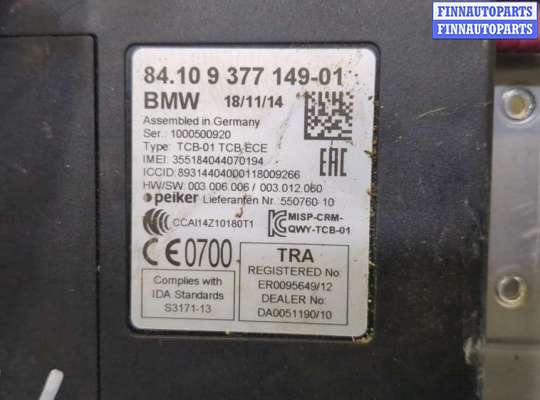 FINNAUTOPARTS
FINNAUTOPARTS
84.10 9 377 149-01
BMW 18/11/14
Assembled in Germany
Ser.: 1000500920
Type: TCB-01 TCB ECE
IMEI: 355184044070194
ICCID: 89314404000118009266
HW/SW: 003.006.006 / 003.012.080
peiker Lieferanten Nr. 550760-10
EAC
CCAI14Z10180T1
MISP-CRM-
QWY-TCB-01
CE0700
Complies with
IDA Standards
S3171-13
TRA
REGISTERED No:
ER0095649/12
DEALER No:
DA0051190/10